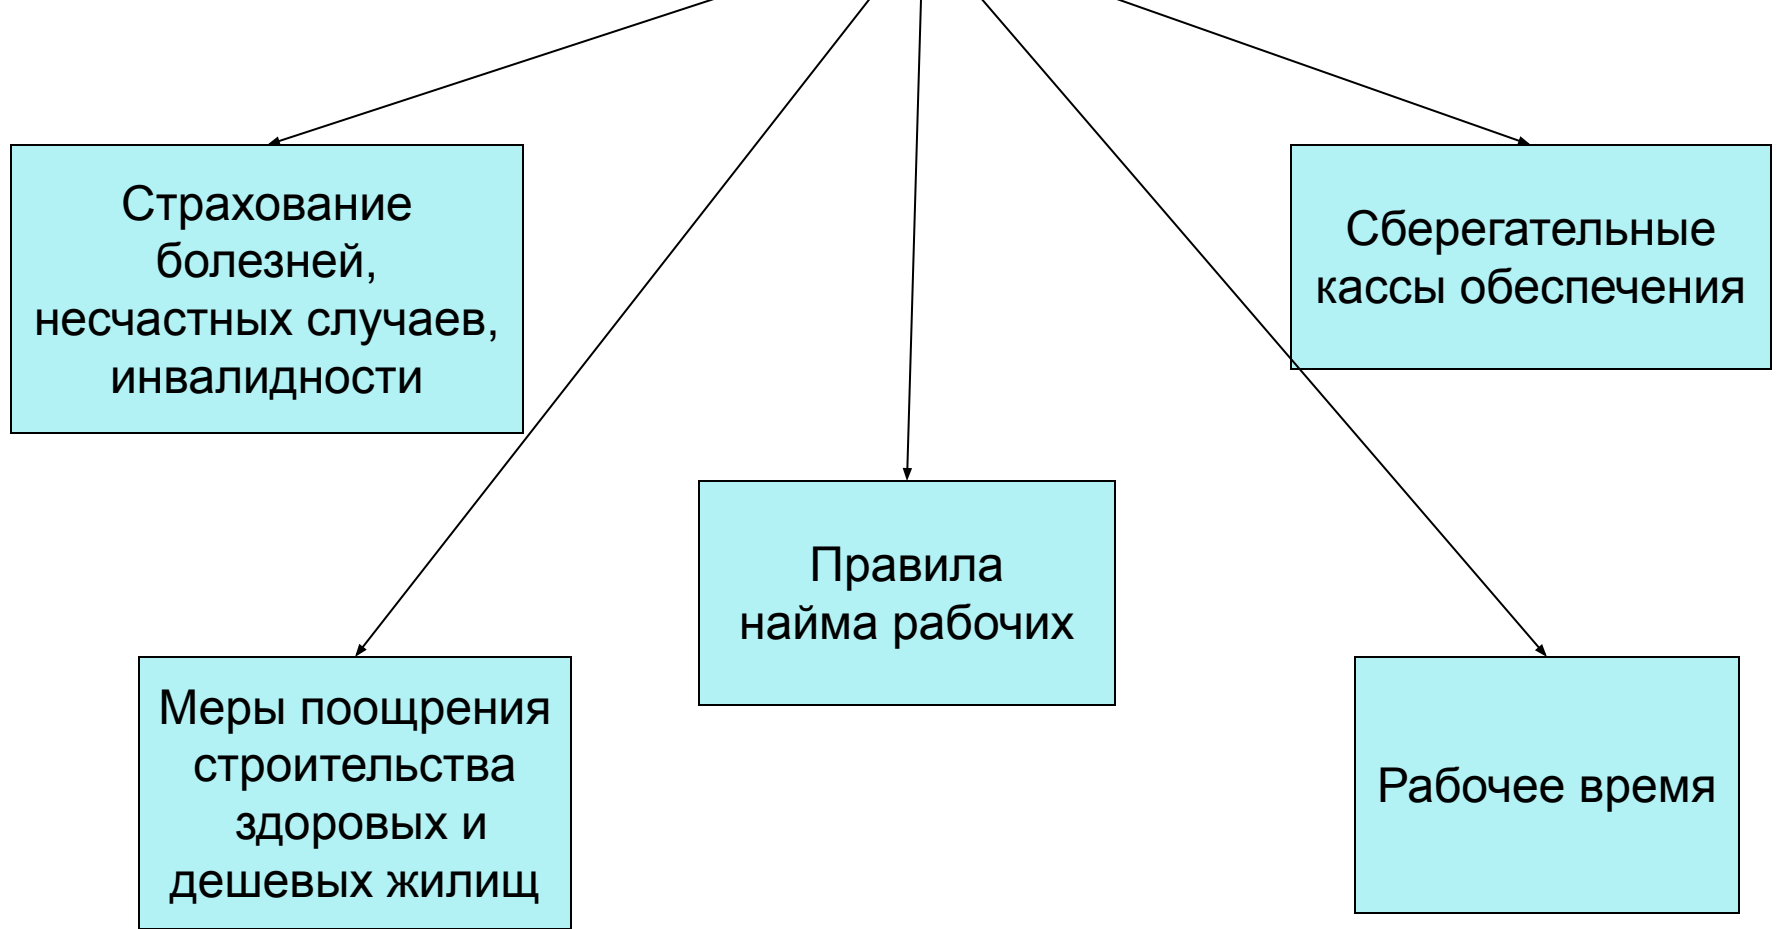 Страхование
болезней,
несчастных случаев,
инвалидности
Сберегательные
кассы обеспечения
Правила
найма рабочих
Меры поощрения
строительства
здоровых и
дешевых жилищ
Рабочее время